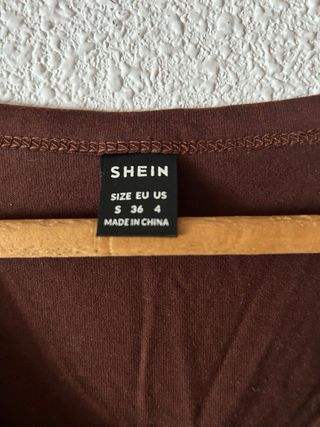 SHEIN
SIZE EU US
S 36 4
MADE IN CHINA